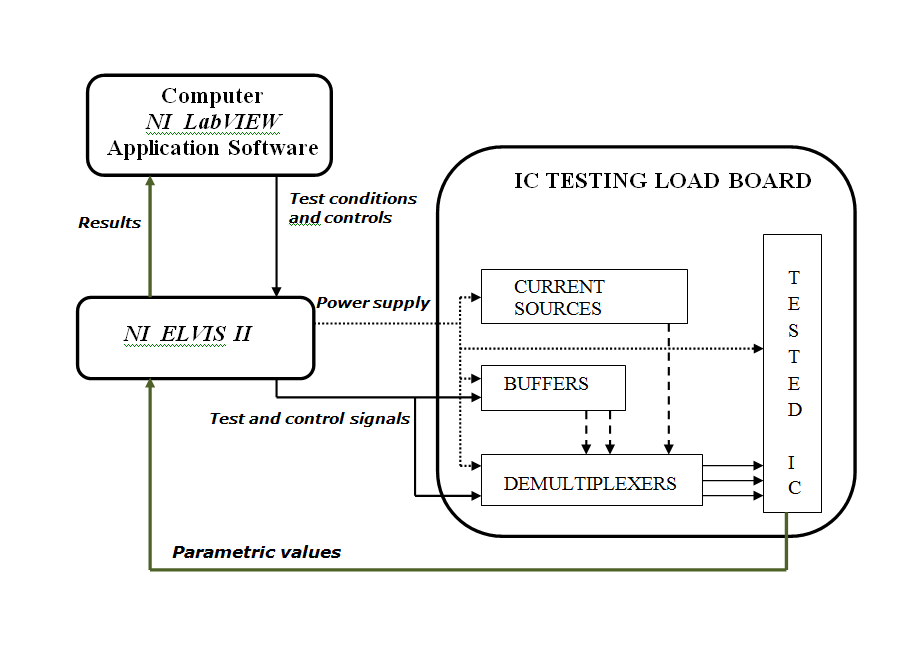 Computer
NI LabVIEW
Application Software
IC TESTING LOAD BOARD
Test conditions
and controls
Results
T
E
S
T
E
D
I
C
CURRENT
SOURCES
Power supply
NI ELVIS II
BUFFERS
Test and control signals
DEMULTIPLEXERS
Parametric values